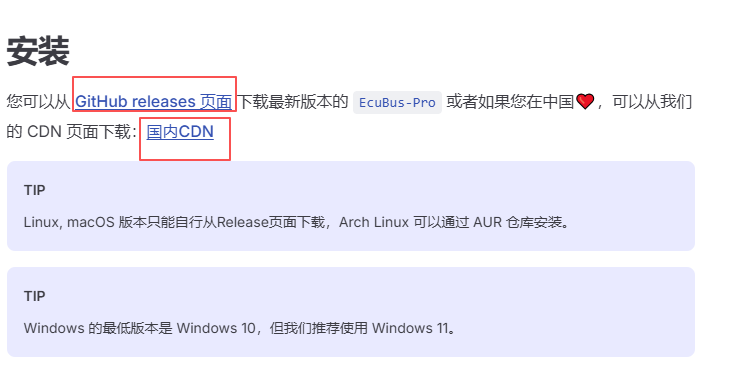 安装
您可以从 GitHub releases 页面 下载最新版本的 EcuBus-Pro 或者如果您在中国❤️，可以从我们
的 CDN 页面下载：国内CDN
TIP
Linux, macOS 版本只能自行从Release页面下载，Arch Linux 可以通过 AUR 仓库安装。
TIP
Windows 的最低版本是 Windows 10，但我们推荐使用 Windows 11。